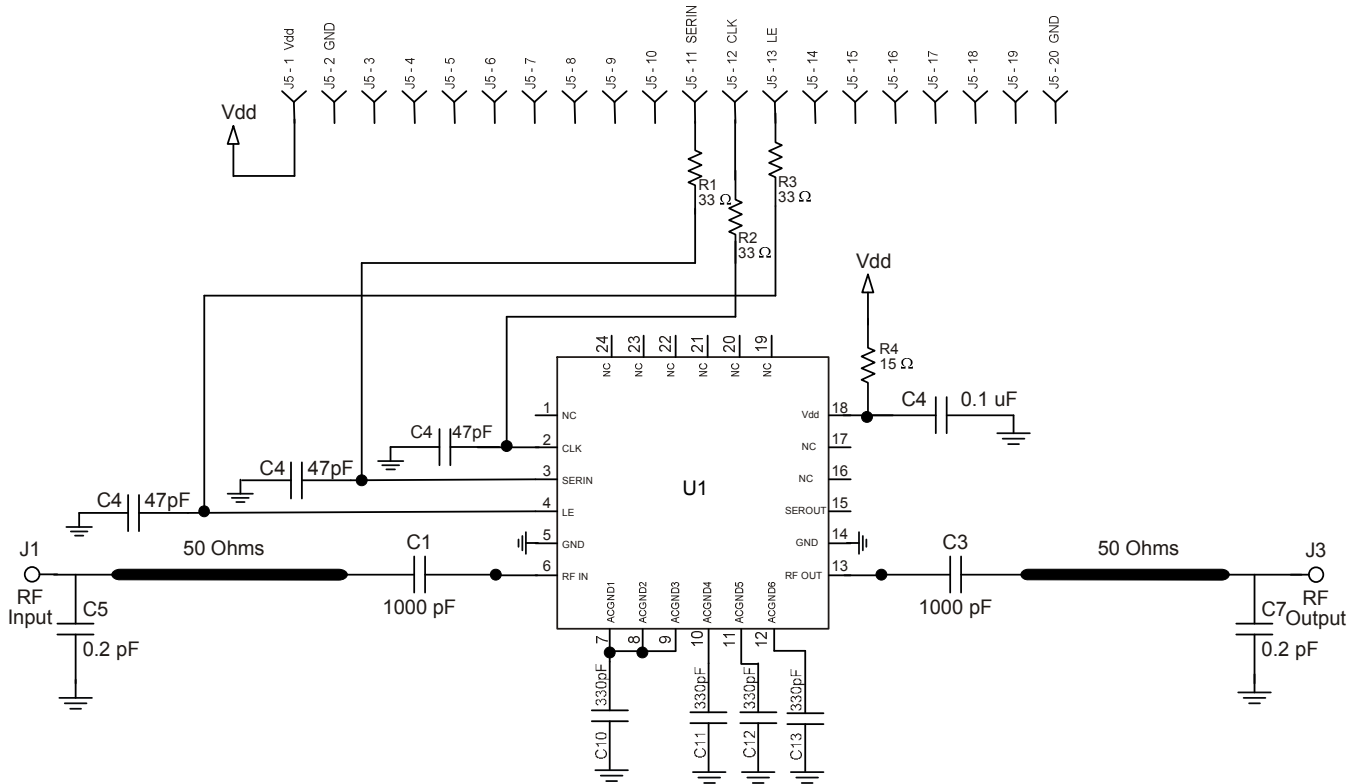 J5 - 1 Vdd
J5 - 2 GND
J5 - 3
J5 - 4
J5 - 5
J5 - 6
J5 - 7
J5 - 8
J5 - 9
J5 - 10
J5 - 11 SERIN
J5 - 12 CLK
J5 - 13 LE
J5 - 14
J5 - 15
J5 - 16
J5 - 17
J5 - 18
J5 - 19
J5 - 20 GND
Vdd
R1
33 Ω
R3
33 Ω
R2
33 Ω
Vdd
R4
15 Ω
24 23 22 21 20 19
NC NC NC NC NC NC
1 NC
Vdd 18
C4 0.1 uF
C4 47pF
2 CLK
NC 17
C4 47pF
3 SERIN
NC 16
U1
C4 47pF
4 LE
SEROUT 15
5 GND
GND 14
J1
RF
Input
50 Ohms
C1
1000 pF
6 RF IN
RF OUT 13
C3
1000 pF
50 Ohms
J3
RF
Output
C5
0.2 pF
C7
0.2 pF
ACGND1 ACGND2 ACGND3 ACGND4 ACGND5 ACGND6
7 8 9 10 11 12
330pF 330pF 330pF 330pF
C10 C11 C12 C13